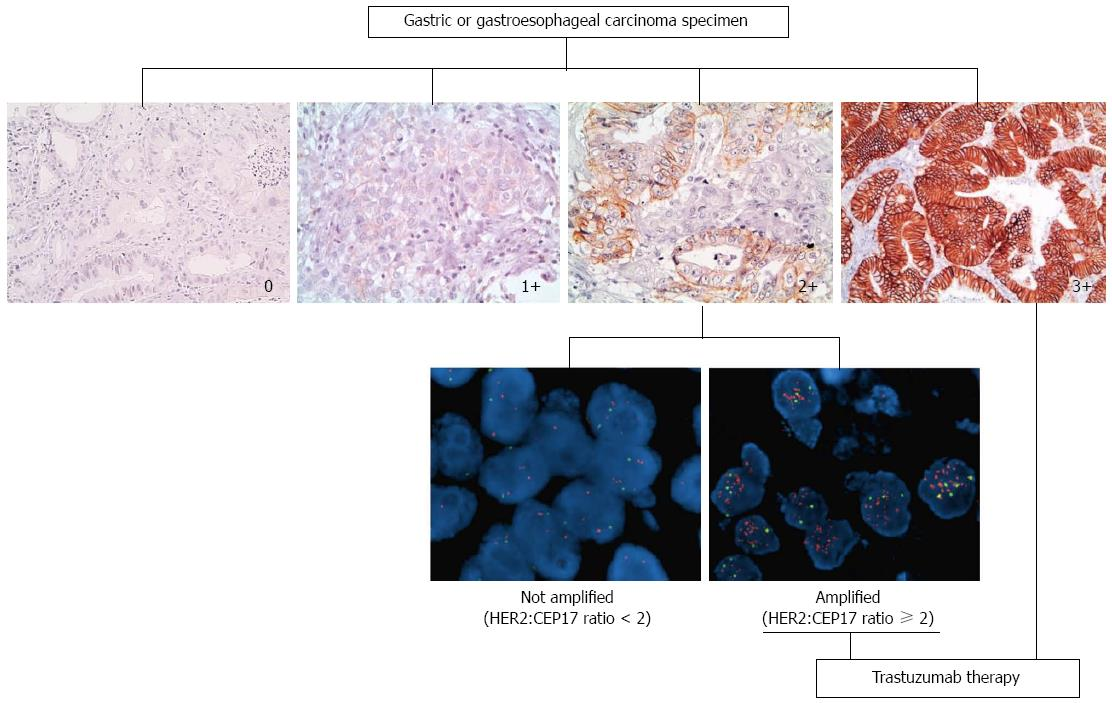 Gastric or gastroesophageal carcinoma specimen
0
1+
2+
3+
Not amplified
(HER2:CEP17 ratio < 2)
Amplified
(HER2:CEP17 ratio ⩾ 2)
Trastuzumab therapy